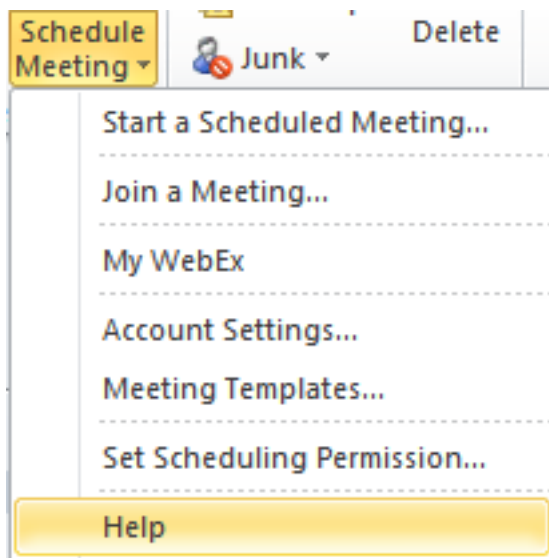 Schedule
Meeting
Junk
Delete
Start a Scheduled Meeting...
Join a Meeting...
My WebEx
Account Settings...
Meeting Templates...
Set Scheduling Permission...
Help